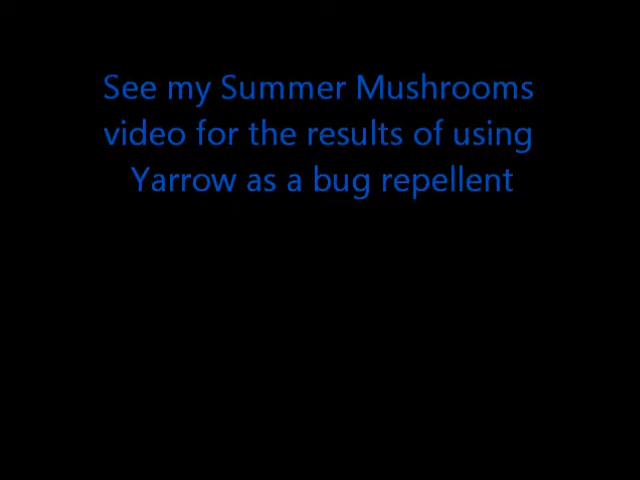 See my Summer Mushrooms
video for the results of using
Yarrow as a bug repellent